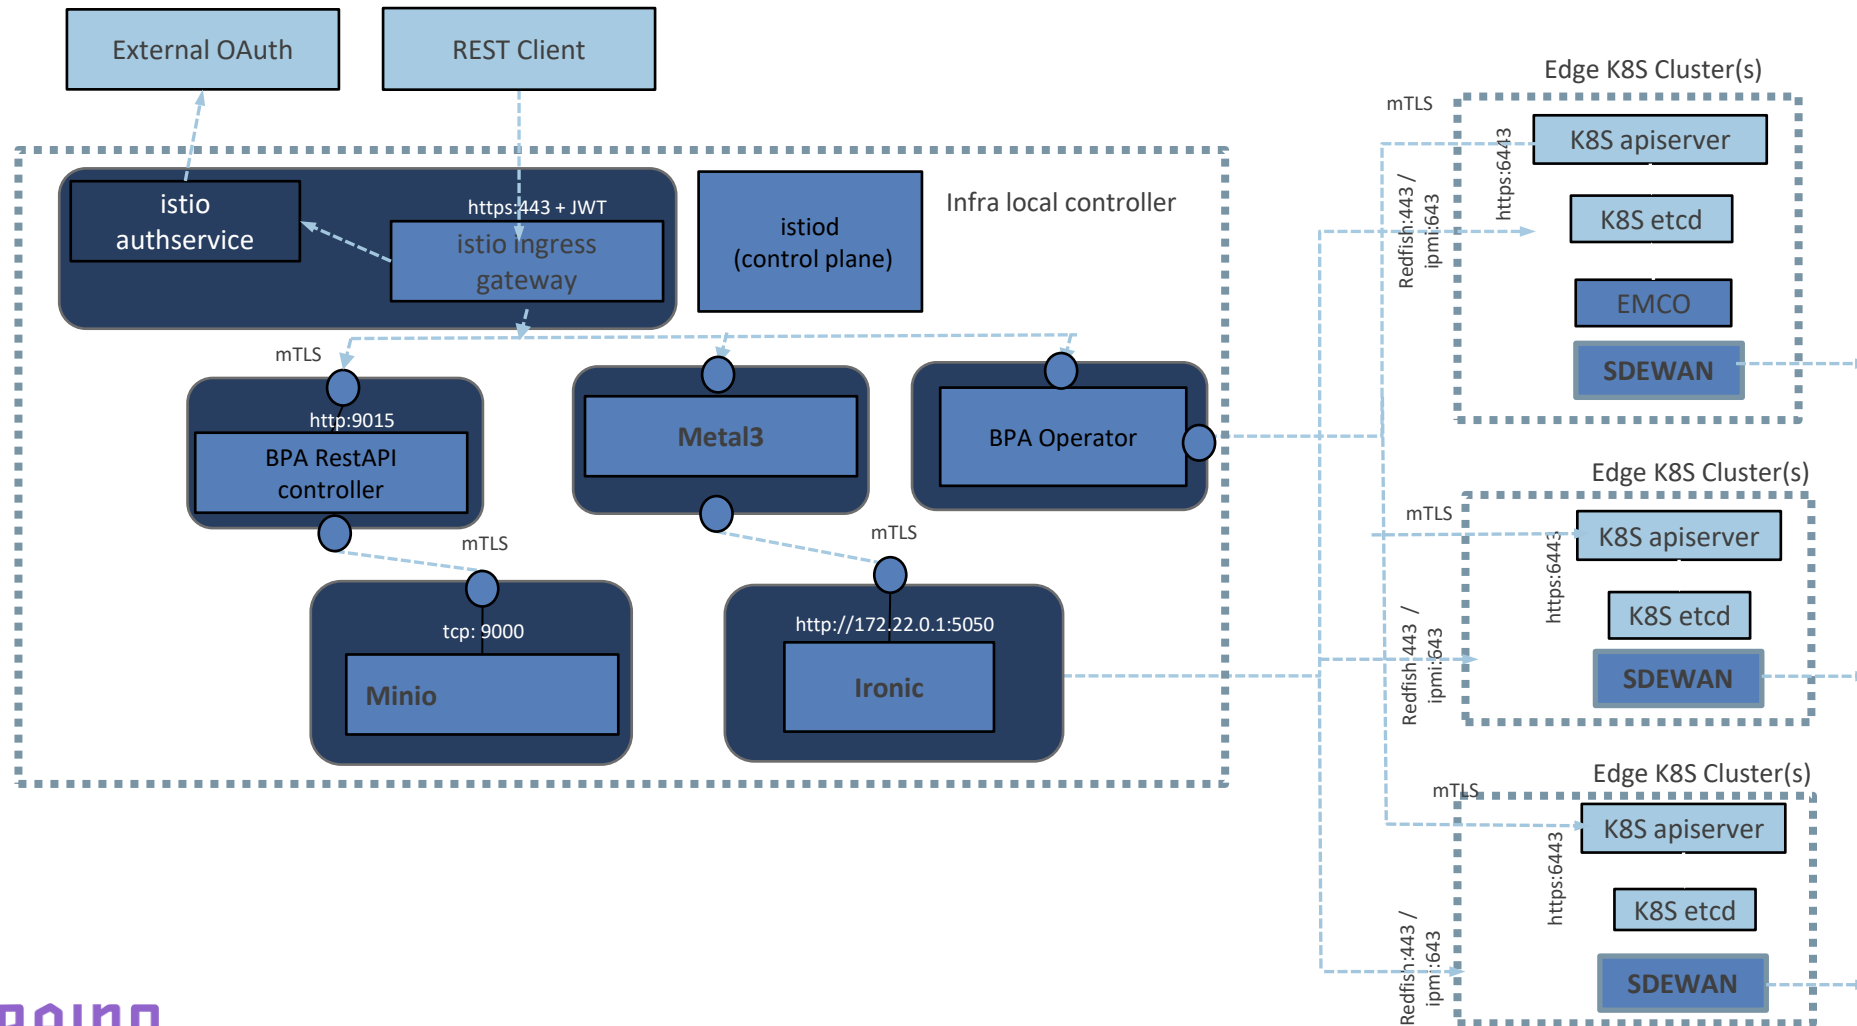 External OAuth
REST Client
istio
authservice
https:443 + JWT
istio ingress
gateway
istiod
(control plane)
Infra local controller
mTLS
http:9015
BPA RestAPI
controller
Metal3
BPA Operator
mTLS
tcp: 9000
Minio
mTLS
http://172.22.0.1:5050
Ironic
Edge K8S Cluster(s)
mTLS
https:6443
Redfish:443 /
ipmi:643
K8S apiserver
K8S etcd
EMCO
SDEWAN
Edge K8S Cluster(s)
mTLS
https:6443
Redfish:443 /
ipmi:643
K8S apiserver
K8S etcd
SDEWAN
Edge K8S Cluster(s)
mTLS
https:6443
Redfish:443 /
ipmi:643
K8S apiserver
K8S etcd
SDEWAN